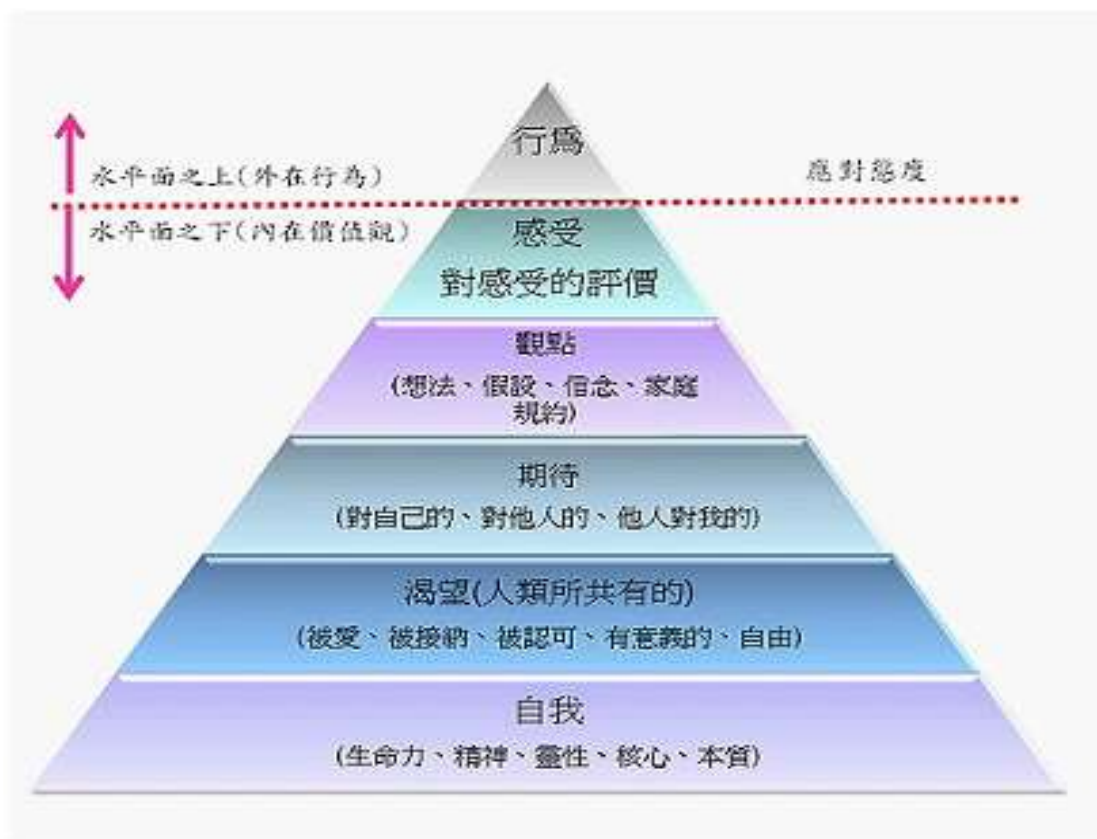 行為
水平面之上(外在行為)
應對態度
水平面之下(內在價值觀)
感受
對感受的評價
觀點
(想法、假設、信念、家庭
規約)
期待
(對自己的、對他人的、他人對我的)
渴望(人類所共有的)
(被愛、被接納、被認可、有意義的、自由)
自我
(生命力、精神、靈性、核心、本質)